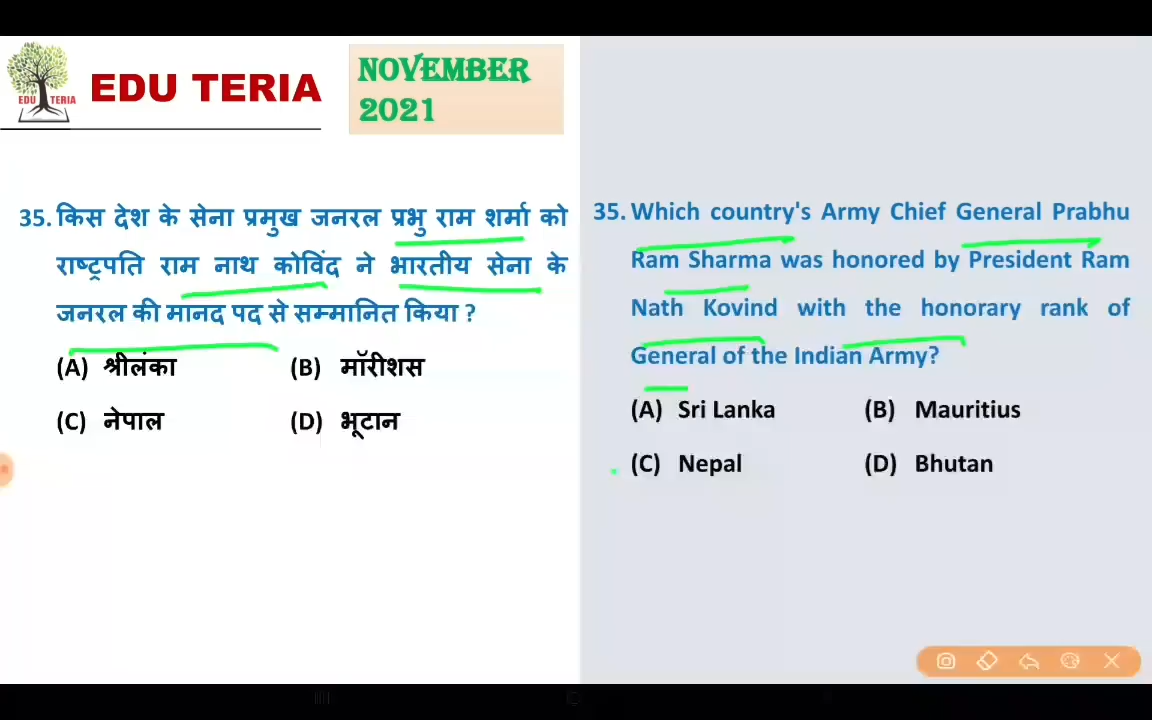 EDU TERIA
EDU TERIA
NOVEMBER
2021
35. किस देश के सेना प्रमुख जनरल प्रभु राम शर्मा को
राष्ट्रपति राम नाथ कोविंद ने भारतीय सेना के
जनरल की मानद पद से सम्मानित किया ?
(A) श्रीलंका (B) मॉरीशस
(C) नेपाल (D) भूटान
35. Which country's Army Chief General Prabhu
Ram Sharma was honored by President Ram
Nath Kovind with the honorary rank of
General of the Indian Army?
(A) Sri Lanka (B) Mauritius
(C) Nepal (D) Bhutan